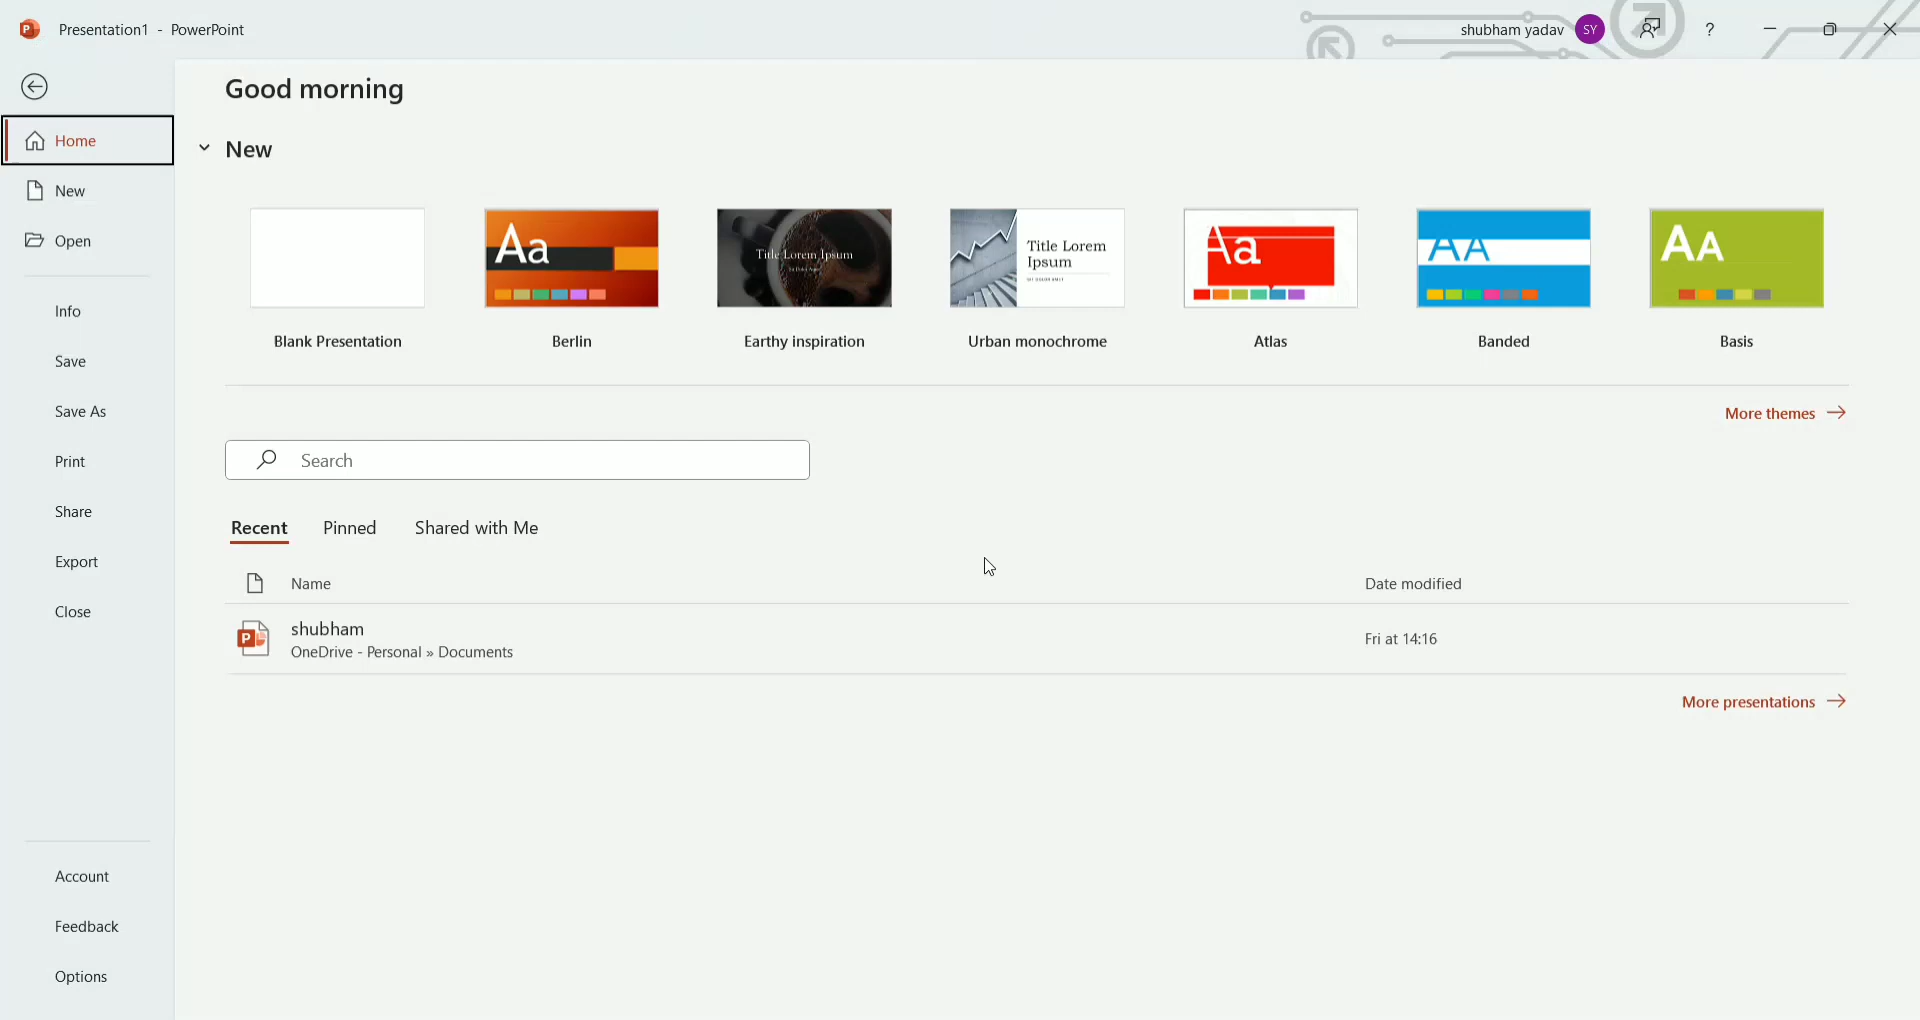 Presentation1 - PowerPoint
shubham yadav
SY
?
Good morning
Home
New
New
Open
Aa
Title Lorem Ipsum
Title Lorem
Ipsum
Aa
AA
AA
Blank Presentation
Berlin
Earthy inspiration
Urban monochrome
Atlas
Banded
Basis
Info
Save
Save As
Print
Share
Export
Close
More themes
Search
Recent
Pinned
Shared with Me
Name
Date modified
shubham
OneDrive - Personal » Documents
Fri at 14:16
More presentations
Account
Feedback
Options